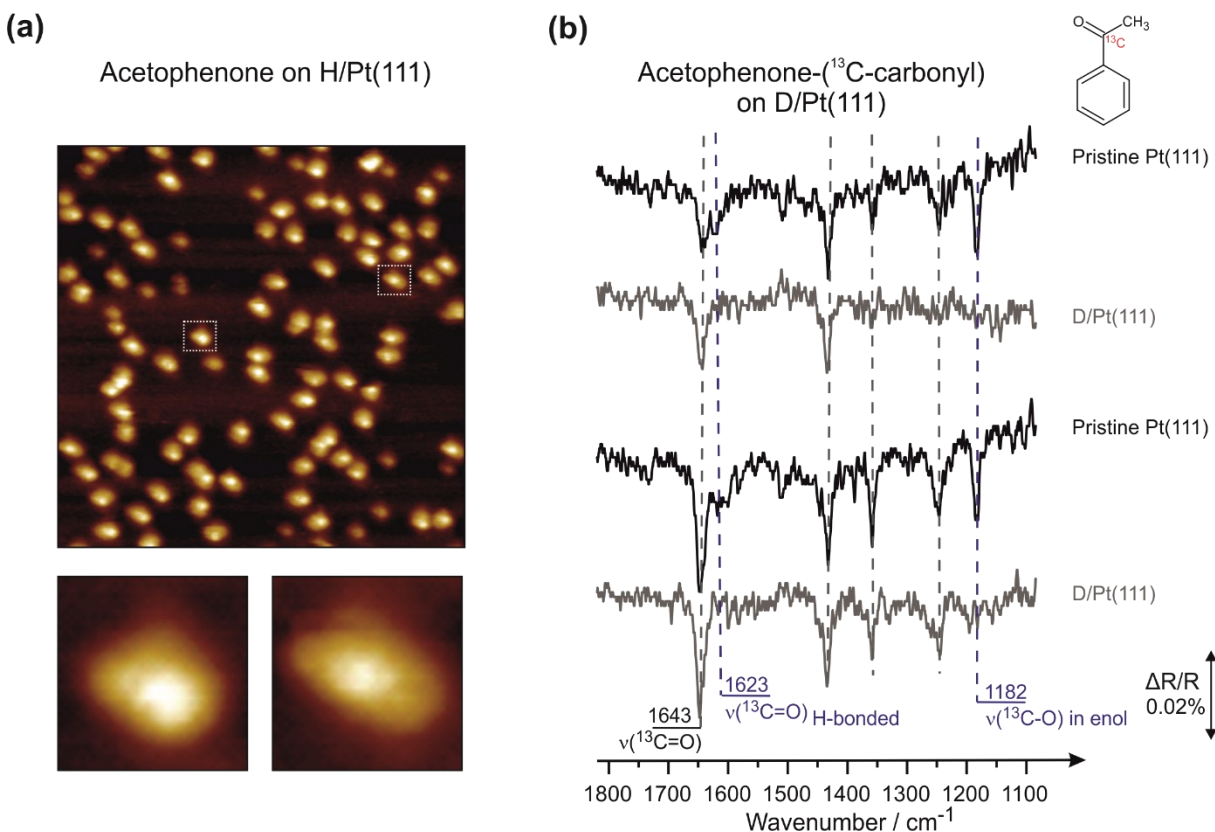 (a)
Acetophenone on H/Pt(111)
(b)
Acetophenone-(¹³C-carbonyl)
on D/Pt(111)
O
CH₃
¹³C
Pristine Pt(111)
D/Pt(111)
Pristine Pt(111)
D/Pt(111)
1643
ν(¹³C=O)
1623
ν(¹³C=O) H-bonded
1182
ν(¹³C-O) in enol
ΔR/R
0.02%
1800 1700 1600 1500 1400 1300 1200 1100
Wavenumber / cm⁻¹